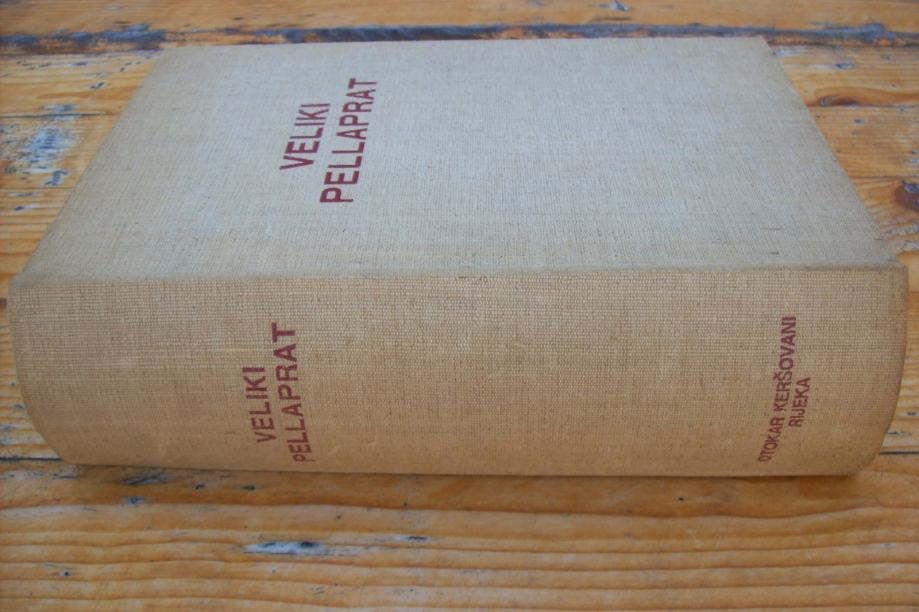 VELIKI
PELLAPRAT
VELIKI
PELLAPRAT
OTOKAR KERŠOVANI
RIJEKA